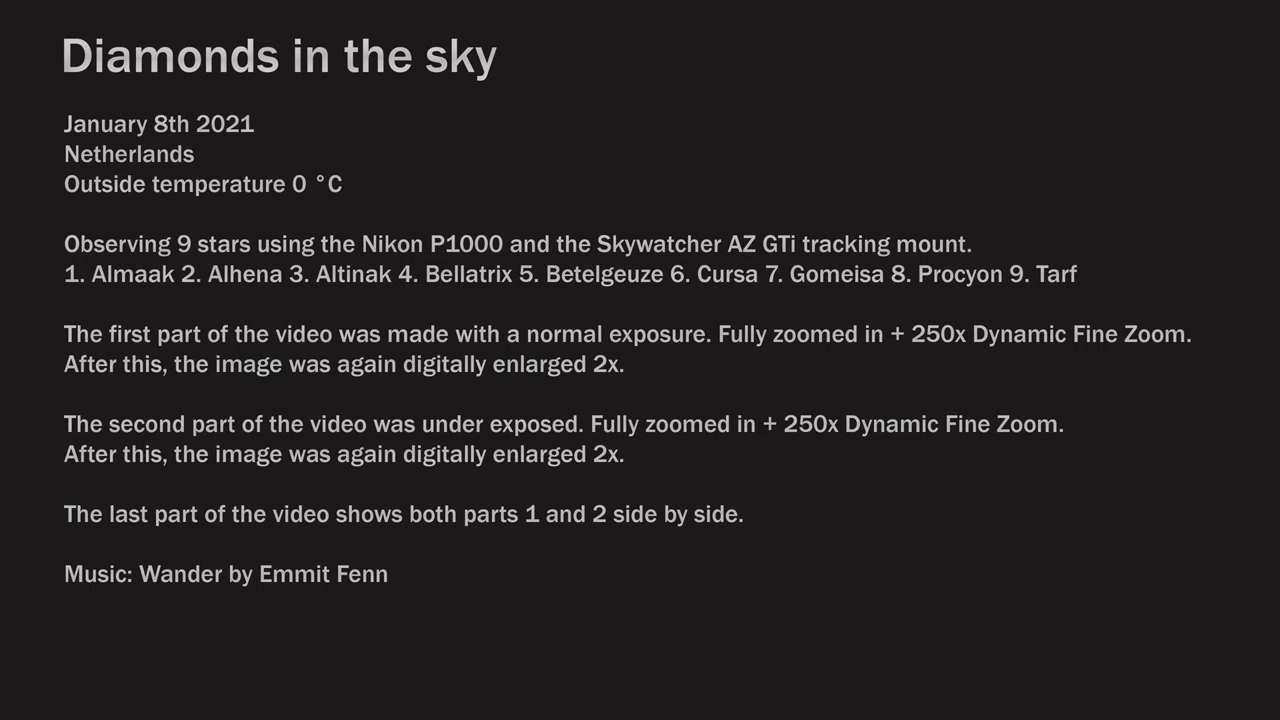 Diamonds in the sky
January 8th 2021
Netherlands
Outside temperature 0 °C
Observing 9 stars using the Nikon P1000 and the Skywatcher AZ GTi tracking mount.
1. Almaak 2. Alhena 3. Altinak 4. Bellatrix 5. Betelgeuze 6. Cursa 7. Gomeisa 8. Procyon 9. Tarf
The first part of the video was made with a normal exposure. Fully zoomed in + 250x Dynamic Fine Zoom.
After this, the image was again digitally enlarged 2x.
The second part of the video was under exposed. Fully zoomed in + 250x Dynamic Fine Zoom.
After this, the image was again digitally enlarged 2x.
The last part of the video shows both parts 1 and 2 side by side.
Music: Wander by Emmit Fenn